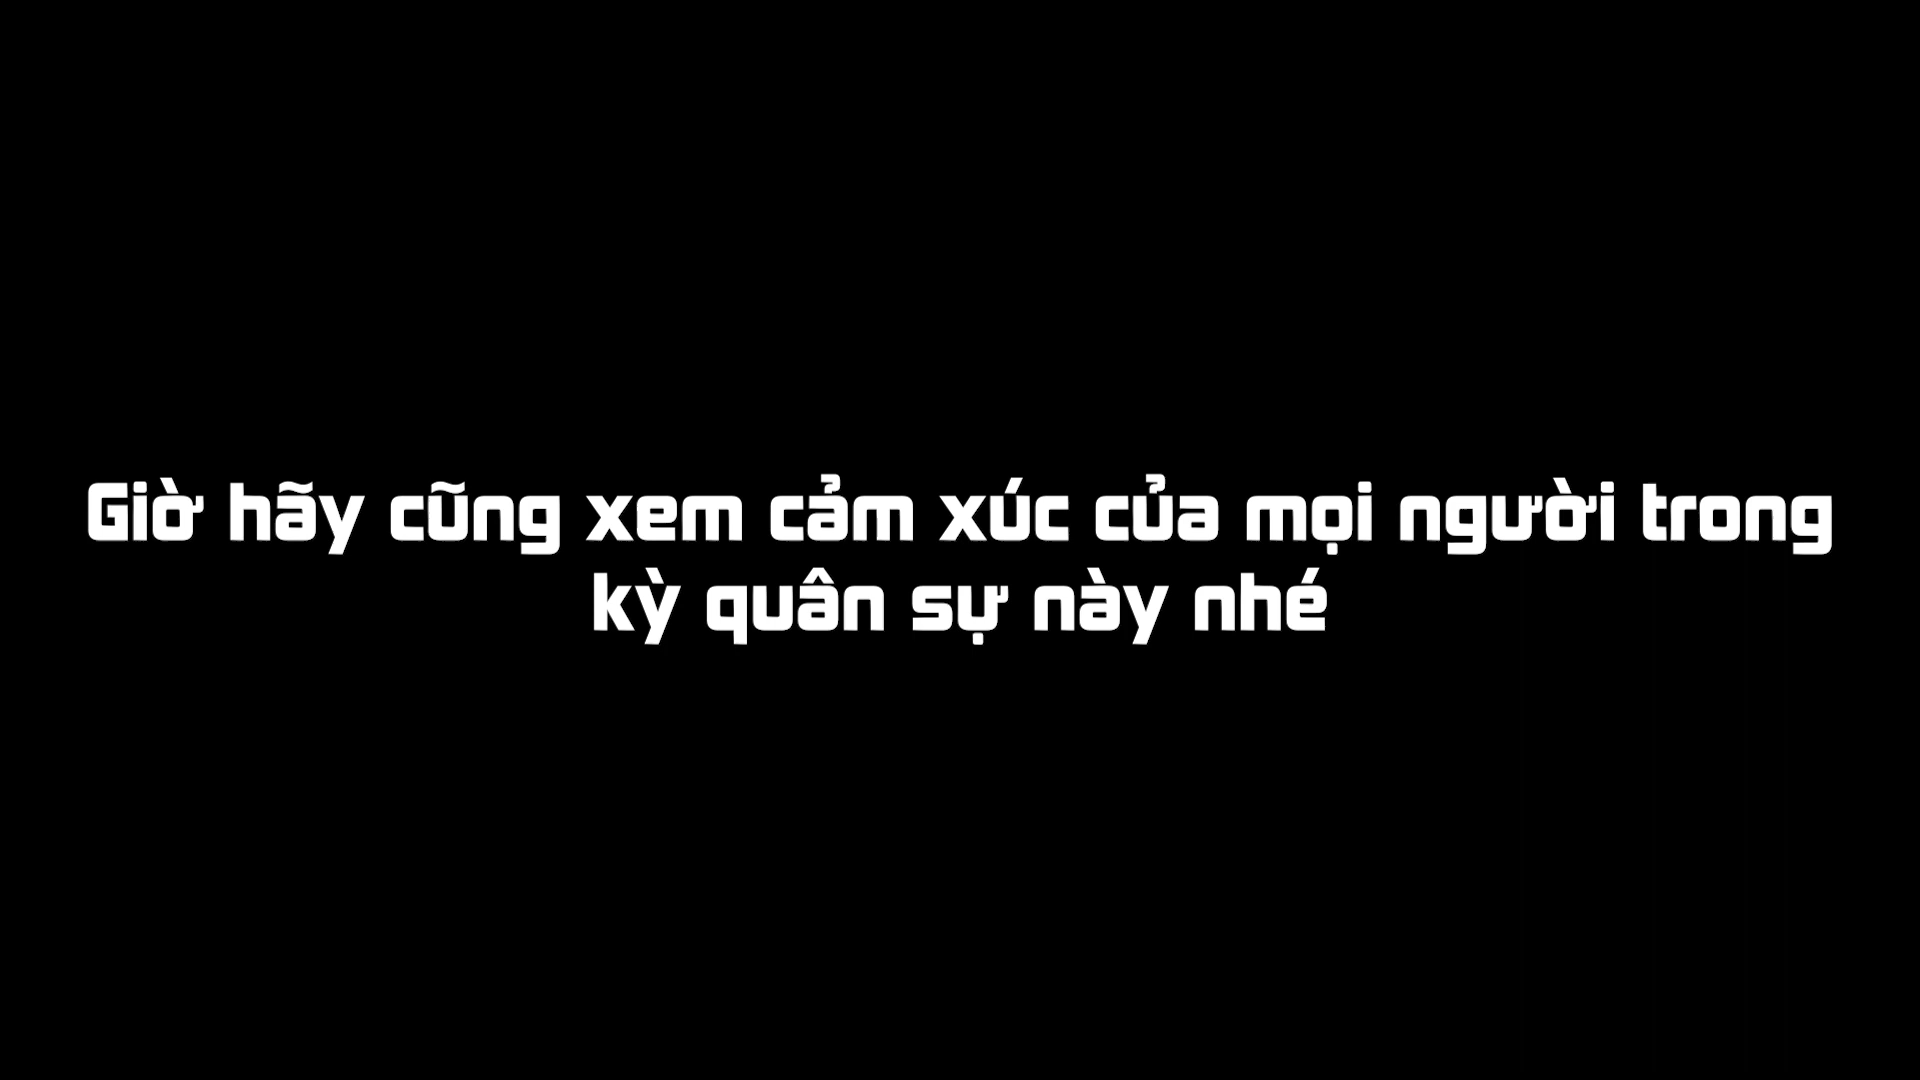 Giờ hãy cũng xem cảm xúc của mọi người trong
kỳ quân sự này nhé